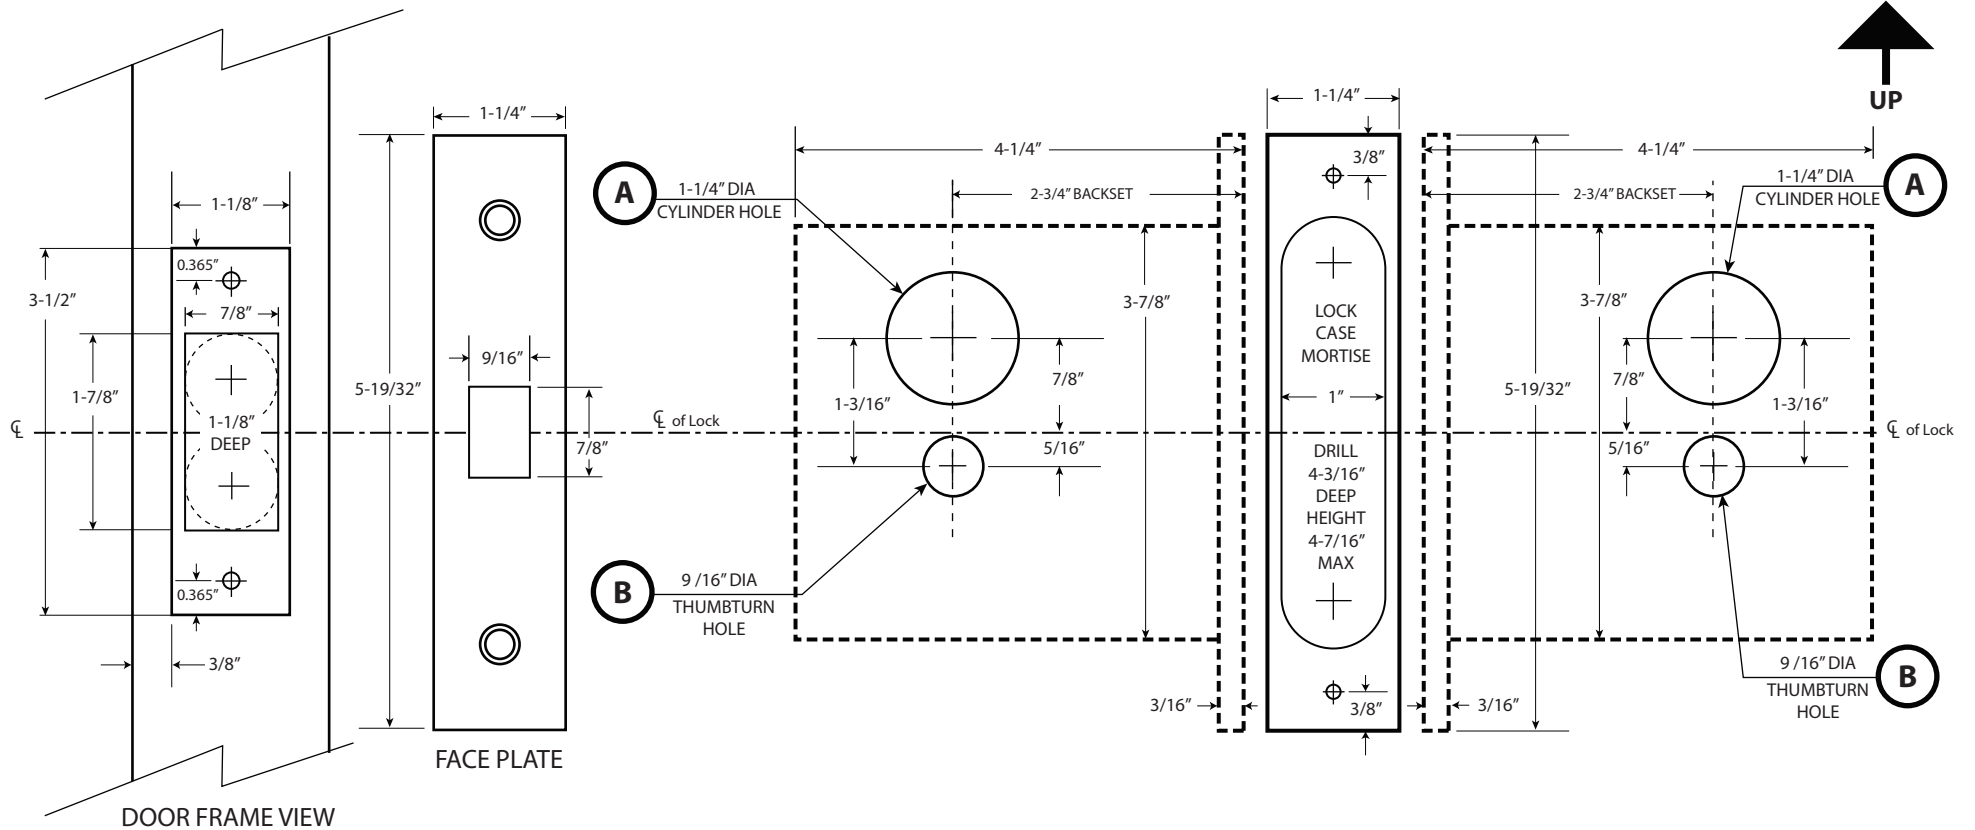 UP
1-1/4”
1-1/4”
4-1/4”
4-1/4”
3/8”
A
1-1/4” DIA
CYLINDER HOLE
2-3/4” BACKSET
2-3/4” BACKSET
1-1/4” DIA
CYLINDER HOLE
A
1-1/8”
0.365”
3-1/2”
7/8”
3-7/8”
LOCK
CASE
MORTISE
3-7/8”
9/16”
1-7/8”
5-19/32”
1-3/16”
7/8”
1”
5-19/32”
7/8”
1-3/16”
℄
1-1/8”
DEEP
7/8”
℄ of Lock
5/16”
DRILL
4-3/16”
DEEP
HEIGHT
4-7/16”
MAX
5/16”
℄ of Lock
0.365”
B
9 /16” DIA
THUMBTURN
HOLE
3/8”
3/16”
3/8”
3/16”
9 /16” DIA
THUMBTURN
HOLE
B
FACE PLATE
DOOR FRAME VIEW